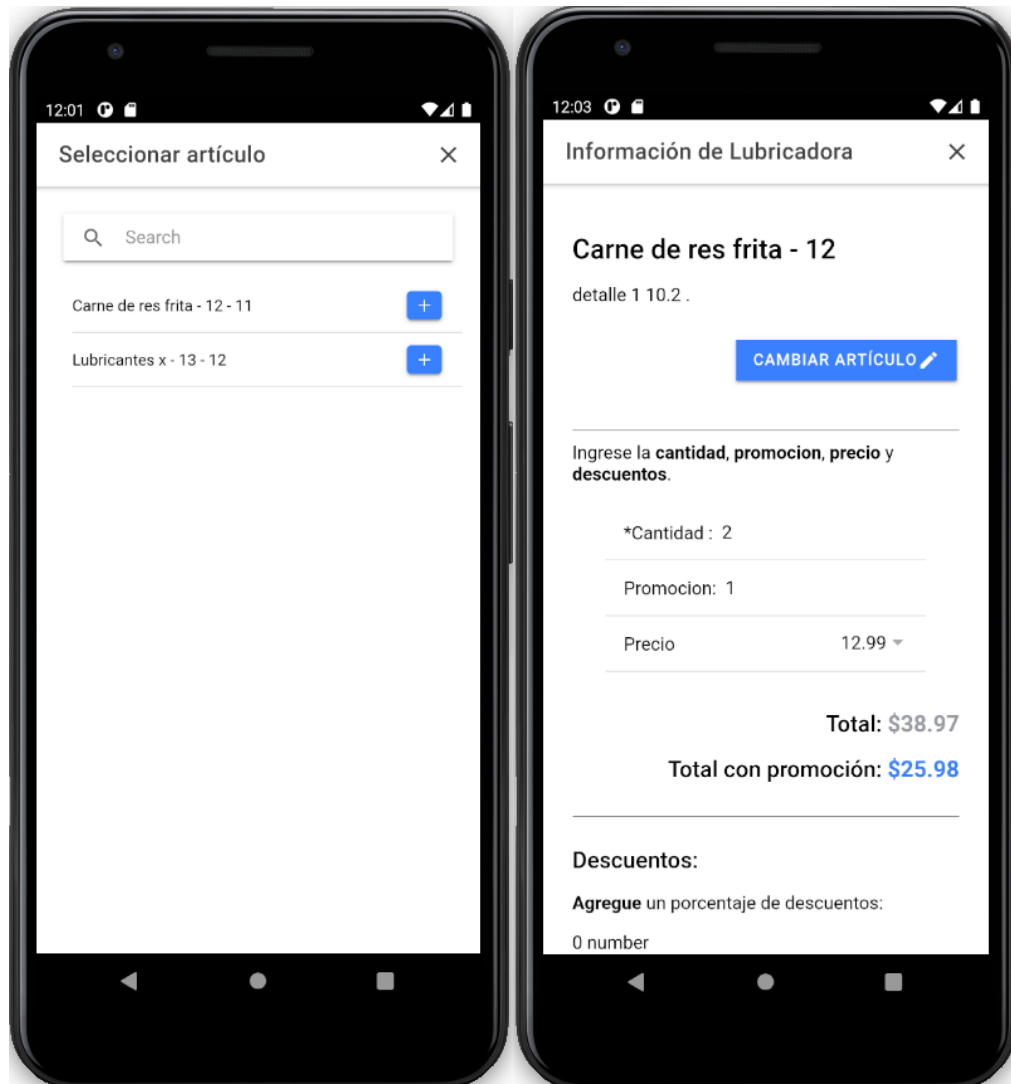 12:01
Seleccionar artículo
Search
Carne de res frita - 12 - 11
Lubricantes x - 13 - 12
12:03
Información de Lubricadora
Carne de res frita - 12
detalle 1 10.2 .
CAMBIAR ARTÍCULO
Ingrese la cantidad, promocion, precio y
descuentos.
*Cantidad : 2
Promocion: 1
Precio 12.99
Total: $38.97
Total con promoción: $25.98
Descuentos:
Agregue un porcentaje de descuentos:
0 number